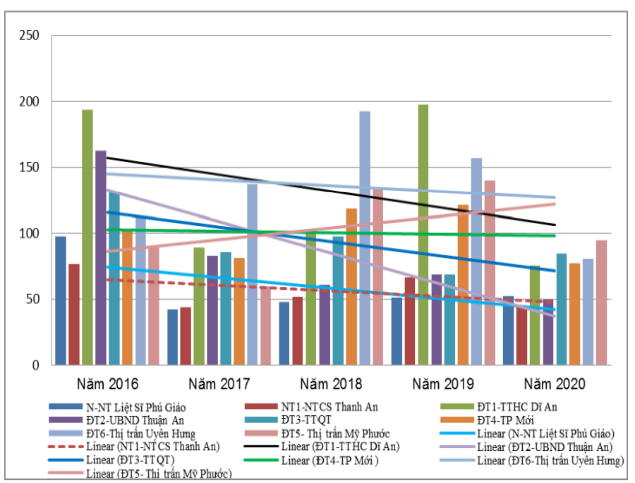 250
200
150
100
50
0
Năm 2016 Năm 2017 Năm 2018 Năm 2019 Năm 2020
N-NT Liệt Sĩ Phú Giáo NT1-NTCS Thanh An ĐT1-TTHC Dĩ An
ĐT2-UBND Thuận An ĐT3-TTQT ĐT4-TP Mới
ĐT6-Thị trấn Uyên Hưng ĐT5- Thị trấn Mỹ Phước Linear (N-NT Liệt Sĩ Phú Giáo)
Linear (NT1-NTCS Thanh An) Linear (ĐT1-TTHC Dĩ An) Linear (ĐT2-UBND Thuận An)
Linear (ĐT3-TTQT) Linear (ĐT4-TP Mới ) Linear (ĐT6-Thị trấn Uyên Hưng)
Linear (ĐT5- Thị trấn Mỹ Phước)